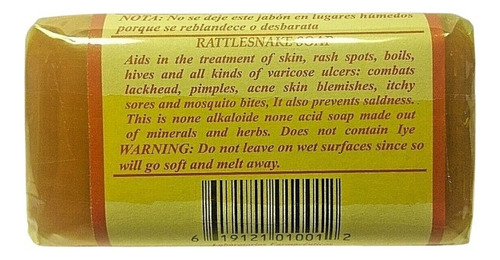 NOTA: No se deje este jabón en lugares húmedos
porque se reblandece o desbarata
RATTLESNAKE SOAP
Aids in the treatment of skin, rash spots, boils,
hives and all kinds of varicose ulcers: combats
lackhead, pimples, acne skin blemishes, itchy
sores and mosquito bites, It also prevents saldness.
This is none alkaloide none acid soap made out
of minerals and herbs. Does not contain Iye
WARNING: Do not leave on wet surfaces since so
will go soft and melt away.
6 19121 01001 2